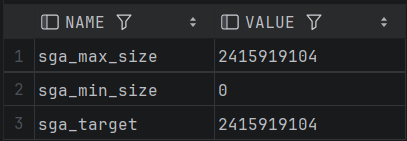 NAME VALUE
1 sga_max_size 2415919104
2 sga_min_size 0
3 sga_target 2415919104